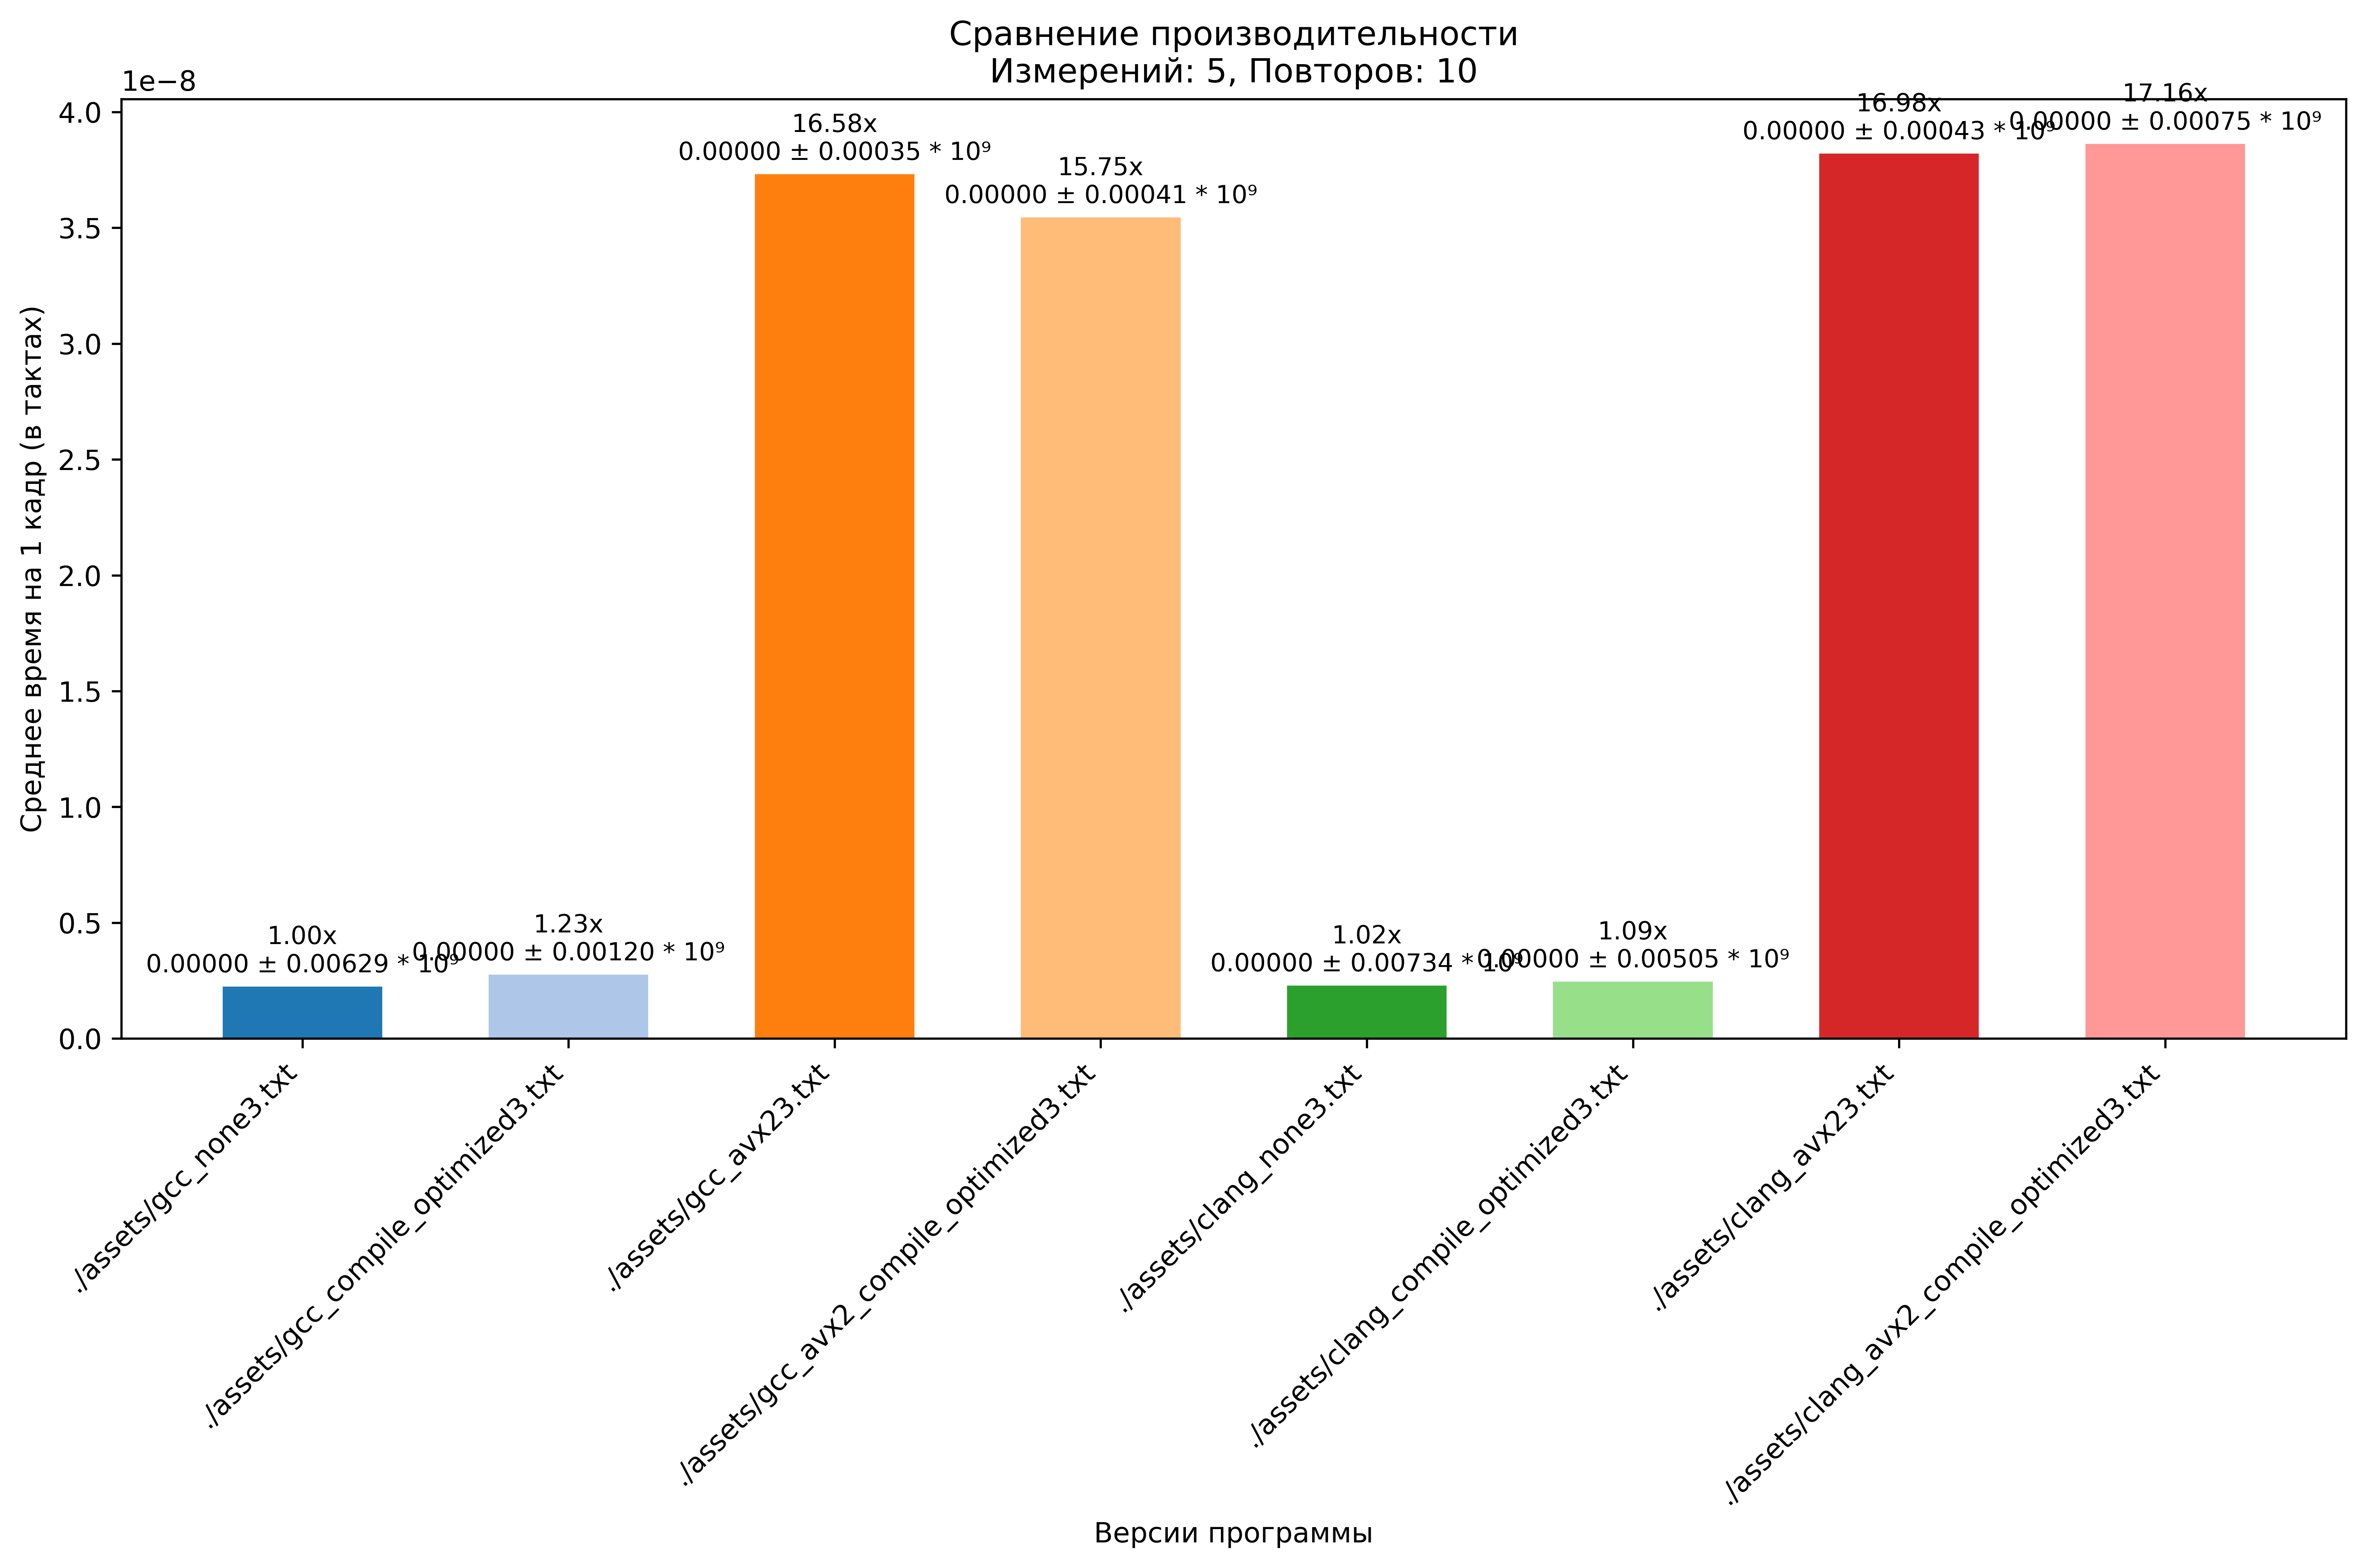 Сравнение производительности
Измерений: 5, Повторов: 10
1e−8
Среднее время на 1 кадр (в тактах)
4.0
3.5
3.0
2.5
2.0
1.5
1.0
0.5
0.0
1.00x
0.00000 ± 0.00629 * 10⁹
1.23x
0.00000 ± 0.00120 * 10⁹
16.58x
0.00000 ± 0.00035 * 10⁹
15.75x
0.00000 ± 0.00041 * 10⁹
1.02x
0.00000 ± 0.00734 * 10⁹
1.09x
0.00000 ± 0.00505 * 10⁹
16.98x
0.00000 ± 0.00043 * 10⁹
17.16x
0.00000 ± 0.00075 * 10⁹
./assets/gcc_none3.txt
./assets/gcc_compile_optimized3.txt
./assets/gcc_avx23.txt
./assets/gcc_avx2_compile_optimized3.txt
./assets/clang_none3.txt
./assets/clang_compile_optimized3.txt
./assets/clang_avx23.txt
./assets/clang_avx2_compile_optimized3.txt
Версии программы